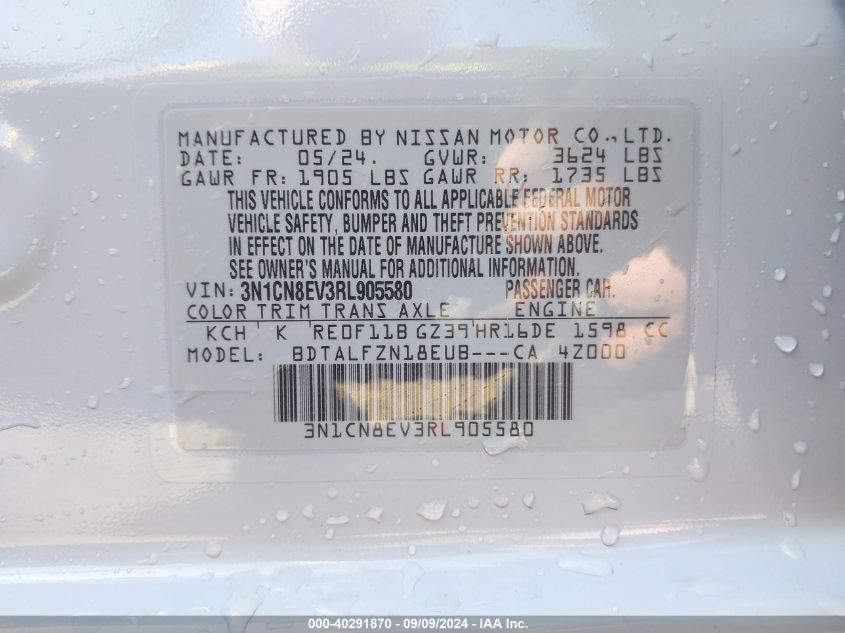 MANUFACTURED BY NISSAN MOTOR CO.,LTD.
DATE: 05/24. GVWR: 3624 LBS
GAWR FR: 1905 LBS GAWR RR: 1735 LBS
THIS VEHICLE CONFORMS TO ALL APPLICABLE FEDERAL MOTOR
VEHICLE SAFETY, BUMPER AND THEFT PREVENTION STANDARDS
IN EFFECT ON THE DATE OF MANUFACTURE SHOWN ABOVE.
SEE OWNER'S MANUAL FOR ADDITIONAL INFORMATION.
VIN: 3N1CN8EV3RL905580 PASSENGER CAR.
COLOR TRIM TRANS AXLE ENGINE
KCH K RE0F11B GZ39 HR16DE 1598 CC
MODEL: BDTALFZN18EUB---CA 4Z000
3N1CN8EV3RL905580
000-40291870 - 09/09/2024 - IAA Inc.